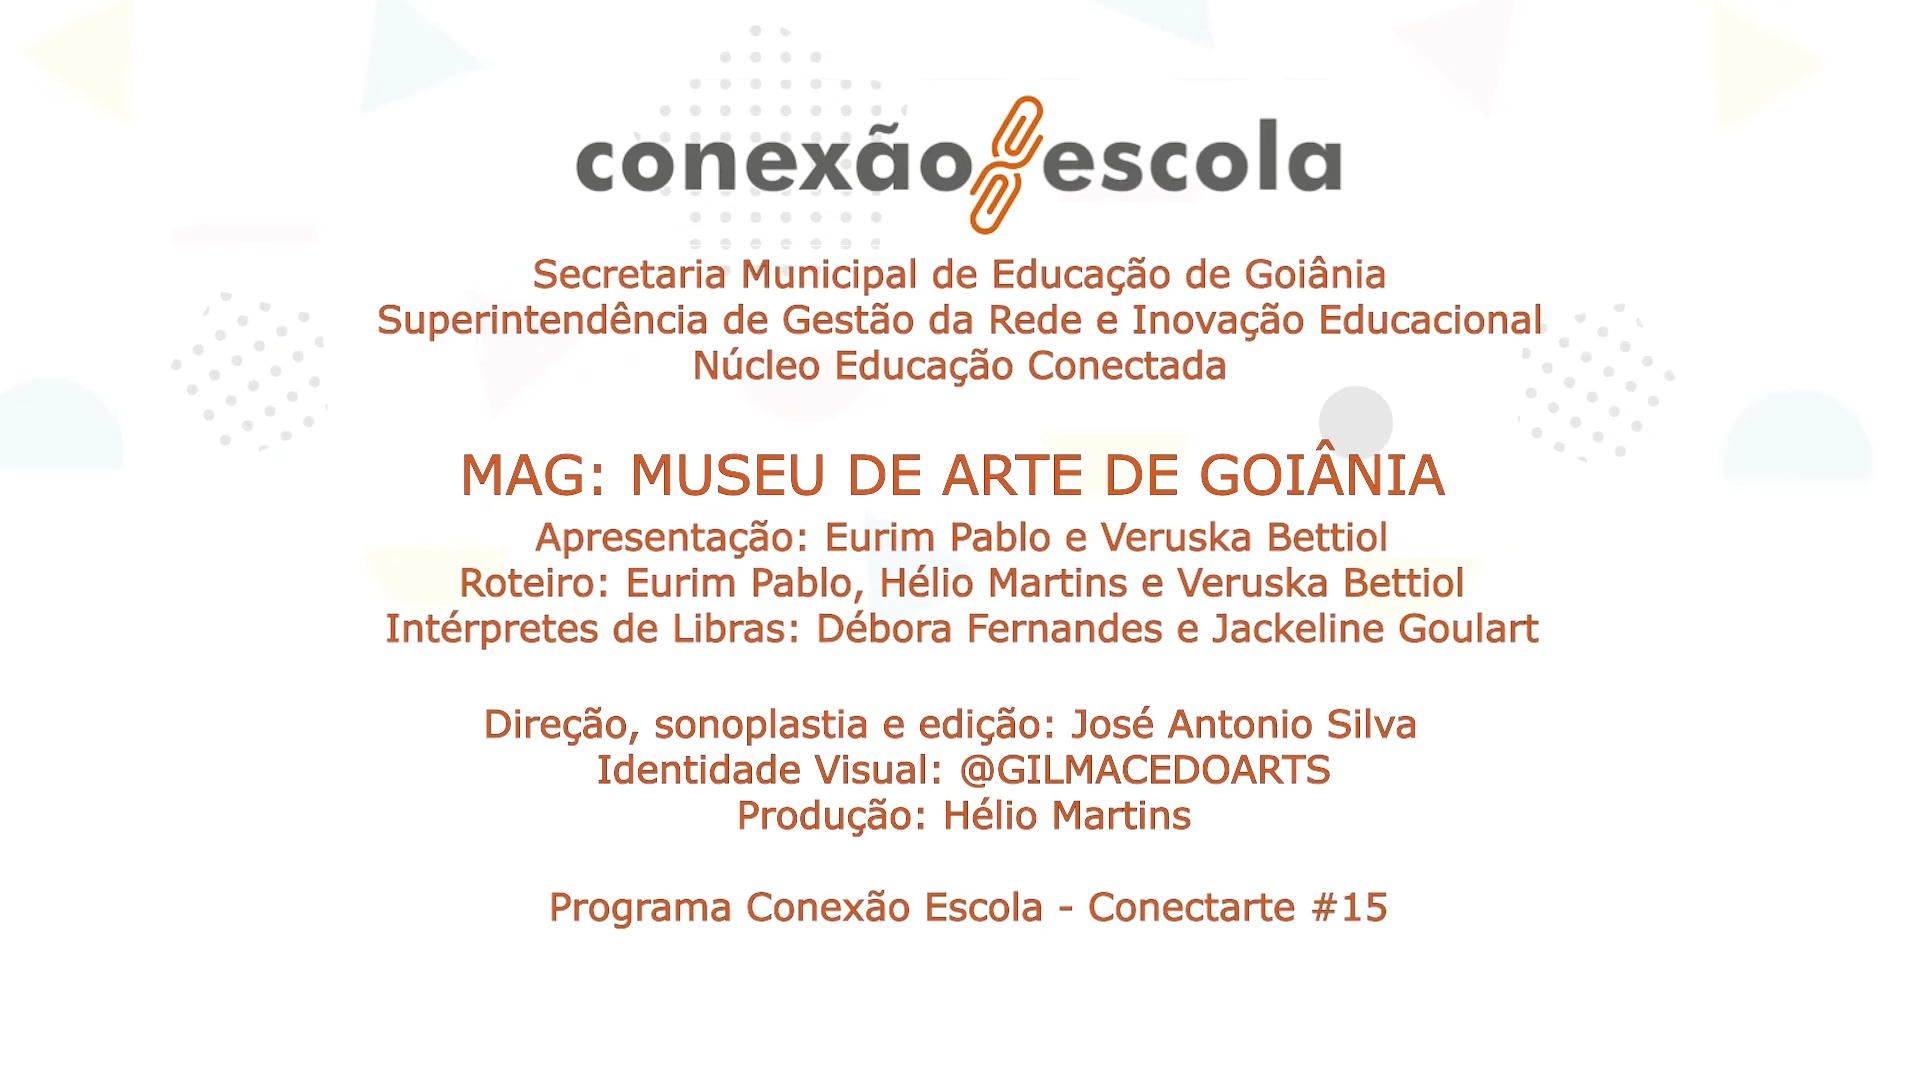 conexão escola
Secretaria Municipal de Educação de Goiânia
Superintendência de Gestão da Rede e Inovação Educacional
Núcleo Educação Conectada
MAG: MUSEU DE ARTE DE GOIÂNIA
Apresentação: Eurim Pablo e Veruska Bettiol
Roteiro: Eurim Pablo, Hélio Martins e Veruska Bettiol
Intérpretes de Libras: Débora Fernandes e Jackeline Goulart
Direção, sonoplastia e edição: José Antonio Silva
Identidade Visual: @GILMACEDOARTS
Produção: Hélio Martins
Programa Conexão Escola - Conectarte #15